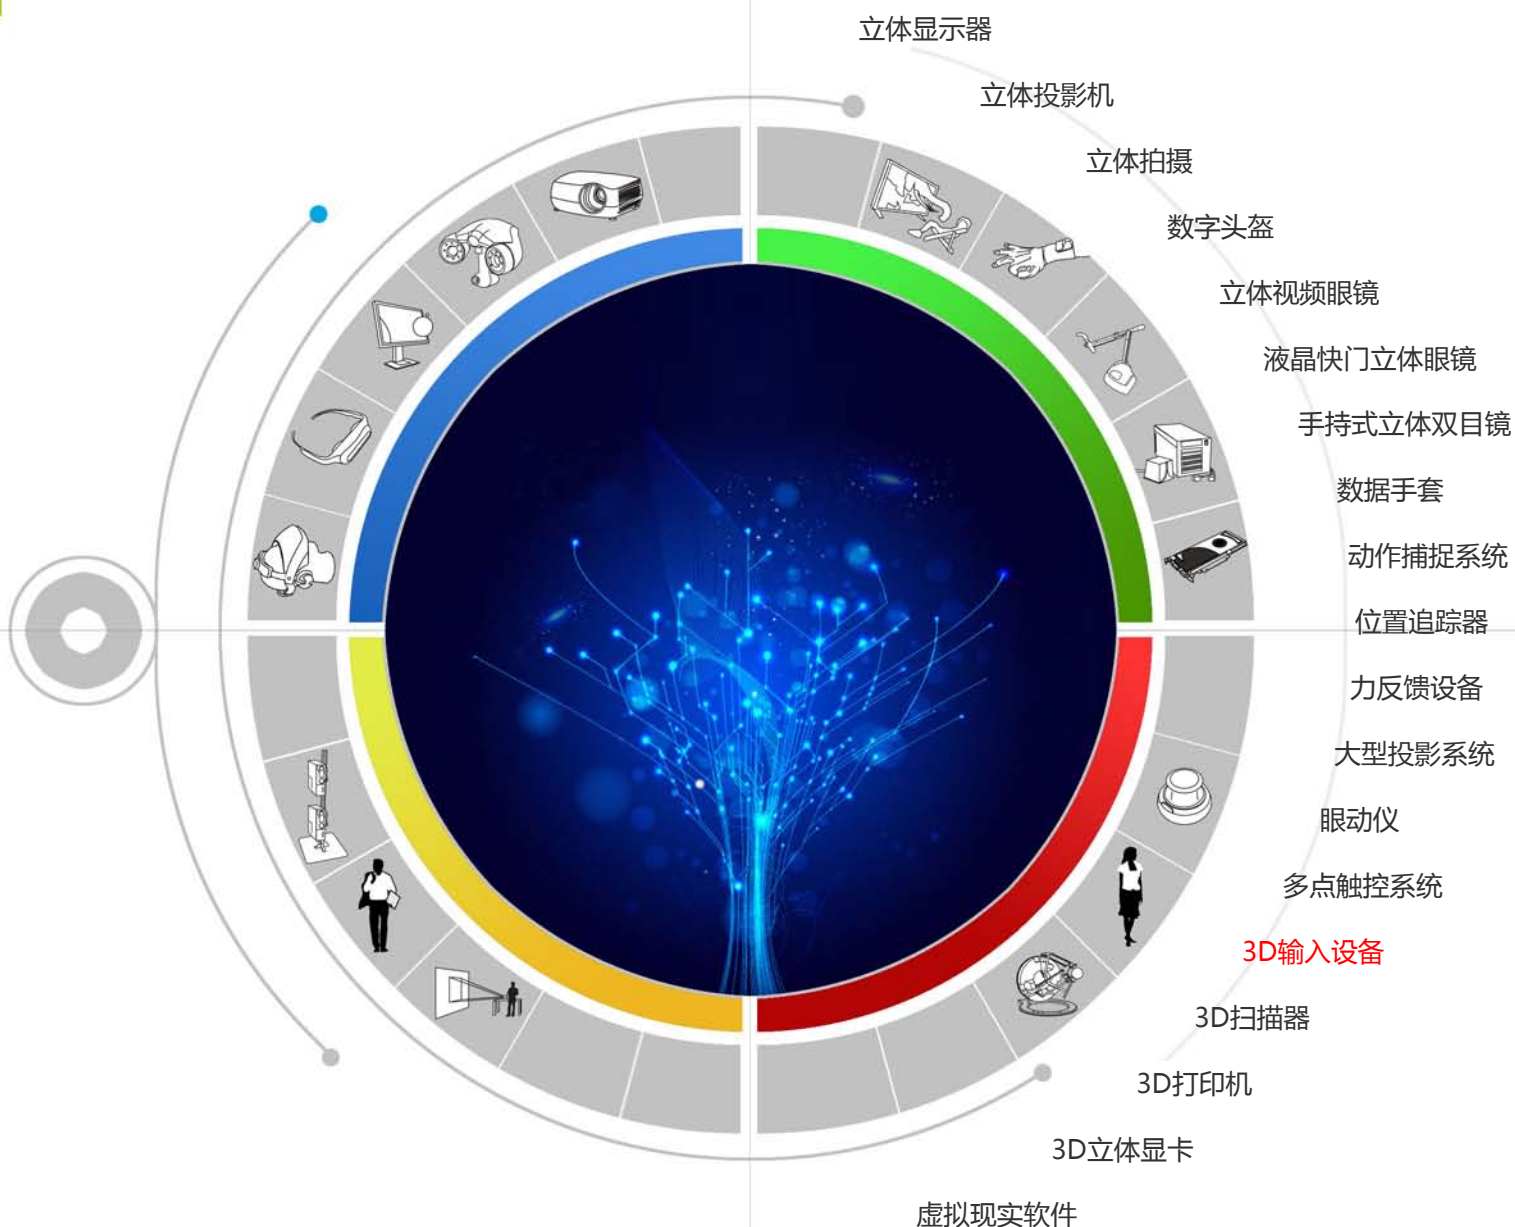 立体显示器
立体投影机
立体拍摄
数字头盔
立体视频眼镜
液晶快门立体眼镜
手持式立体双目镜
数据手套
动作捕捉系统
位置追踪器
力反馈设备
大型投影系统
眼动仪
多点触控系统
3D输入设备
3D扫描器
3D打印机
3D立体显卡
虚拟现实软件